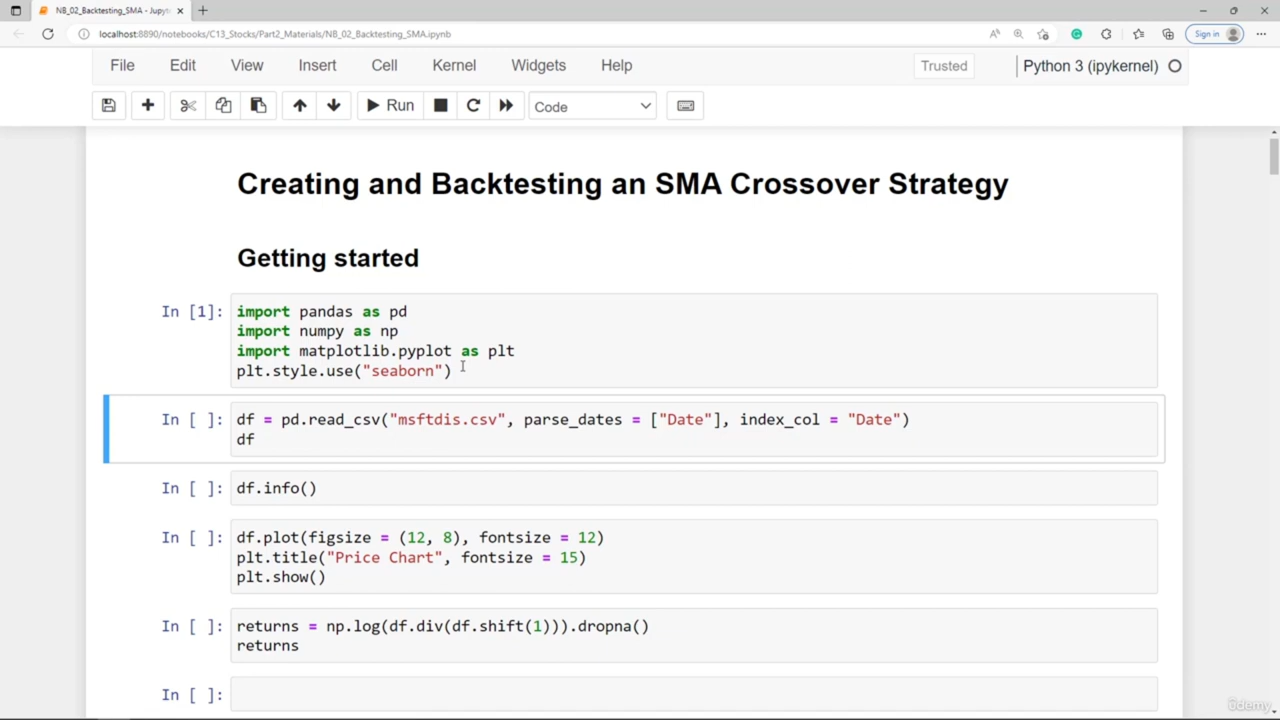 NB_02_Backtesting_SMA - Jupyt
localhost:8890/notebooks/C13_Stocks/Part2_Materials/NB_02_Backtesting_SMA.ipynb
Sign in
File Edit View Insert Cell Kernel Widgets Help Trusted Python 3 (ipykernel)
Run Code
Creating and Backtesting an SMA Crossover Strategy
Getting started
In [1]: import pandas as pd
import numpy as np
import matplotlib.pyplot as plt
plt.style.use("seaborn")
In [ ]: df = pd.read_csv("msftdis.csv", parse_dates = ["Date"], index_col = "Date")
df
In [ ]: df.info()
In [ ]: df.plot(figsize = (12, 8), fontsize = 12)
plt.title("Price Chart", fontsize = 15)
plt.show()
In [ ]: returns = np.log(df.div(df.shift(1))).dropna()
returns
In [ ]:
Udemy